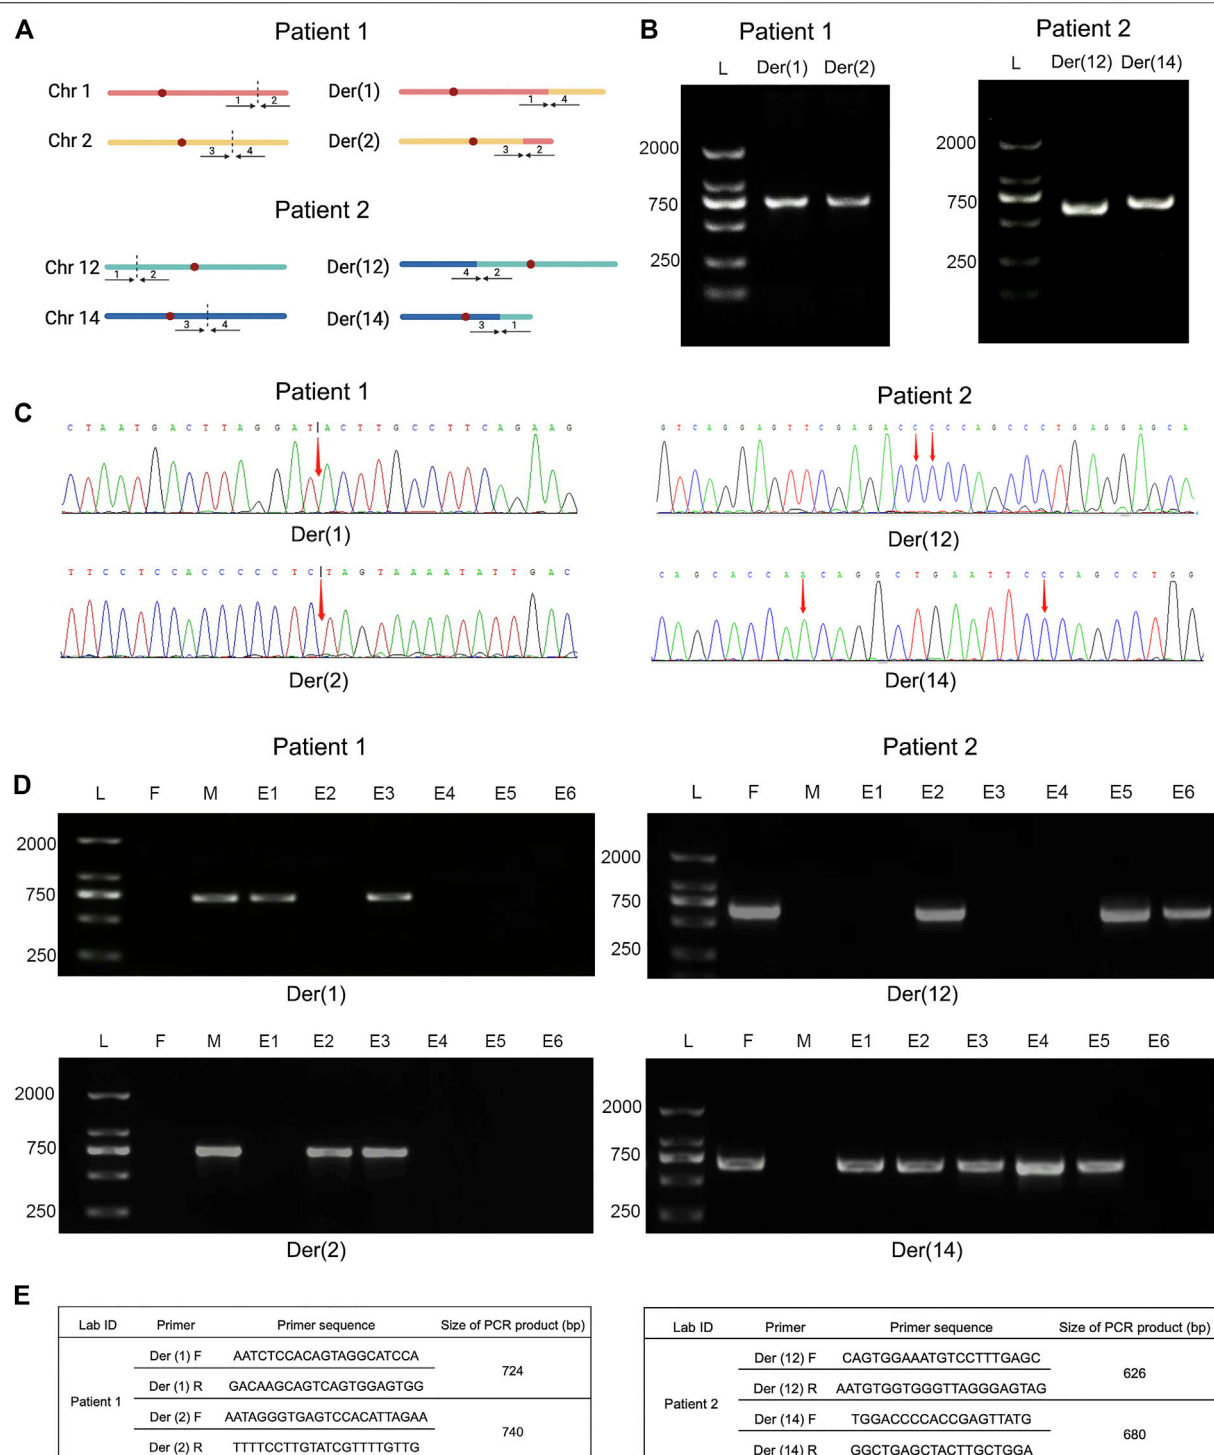 A
Patient 1
Chr 1
1 2
Der(1)
1 4
Chr 2
3 4
Der(2)
3 2
Patient 2
Chr 12
1 2
Der(12)
4 2
Chr 14
3 4
Der(14)
3 1
B
Patient 1
L Der(1) Der(2)
2000
750
250
Patient 2
L Der(12) Der(14)
2000
750
250
C
Patient 1
C T A A T G A C T T A G G A T A C T T G C C T T C A G A A G
Der(1)
T T C C T C C A C C C C C T C T A G T A A A A T A T T G A C
Der(2)
Patient 2
G T C A G G A G T T C G A G A C C C C C A G C C C T G A G G A G C A
Der(12)
C A G C A C C A A C A G G C T G A A T T C C C A G C C T G G
Der(14)
D
Patient 1
L F M E1 E2 E3 E4 E5 E6
2000
750
250
Der(1)
L F M E1 E2 E3 E4 E5 E6
2000
750
250
Der(2)
Patient 2
L F M E1 E2 E3 E4 E5 E6
2000
750
250
Der(12)
L F M E1 E2 E3 E4 E5 E6
2000
750
250
Der(14)
E
Lab ID Primer Primer sequence Size of PCR product (bp)
Patient 1
Der (1) F AATCTCCACAGTAGGCATCCA
724
Der (1) R GACAAGCAGTCAGTGGAGTGG
Der (2) F AATAGGGTGAGTCCACATTAGAA
740
Der (2) R TTTTCCTTGTATCGTTTTGTTG
Lab ID Primer Primer sequence Size of PCR product (bp)
Patient 2
Der (12) F CAGTGGAAATGTCCTTTGAGC
626
Der (12) R AATGTGGTGGGTTAGGGAGTAG
Der (14) F TGGACCCCACCGAGTTATG
680
Der (14) R GGCTGAGCTACTTGCTGGA